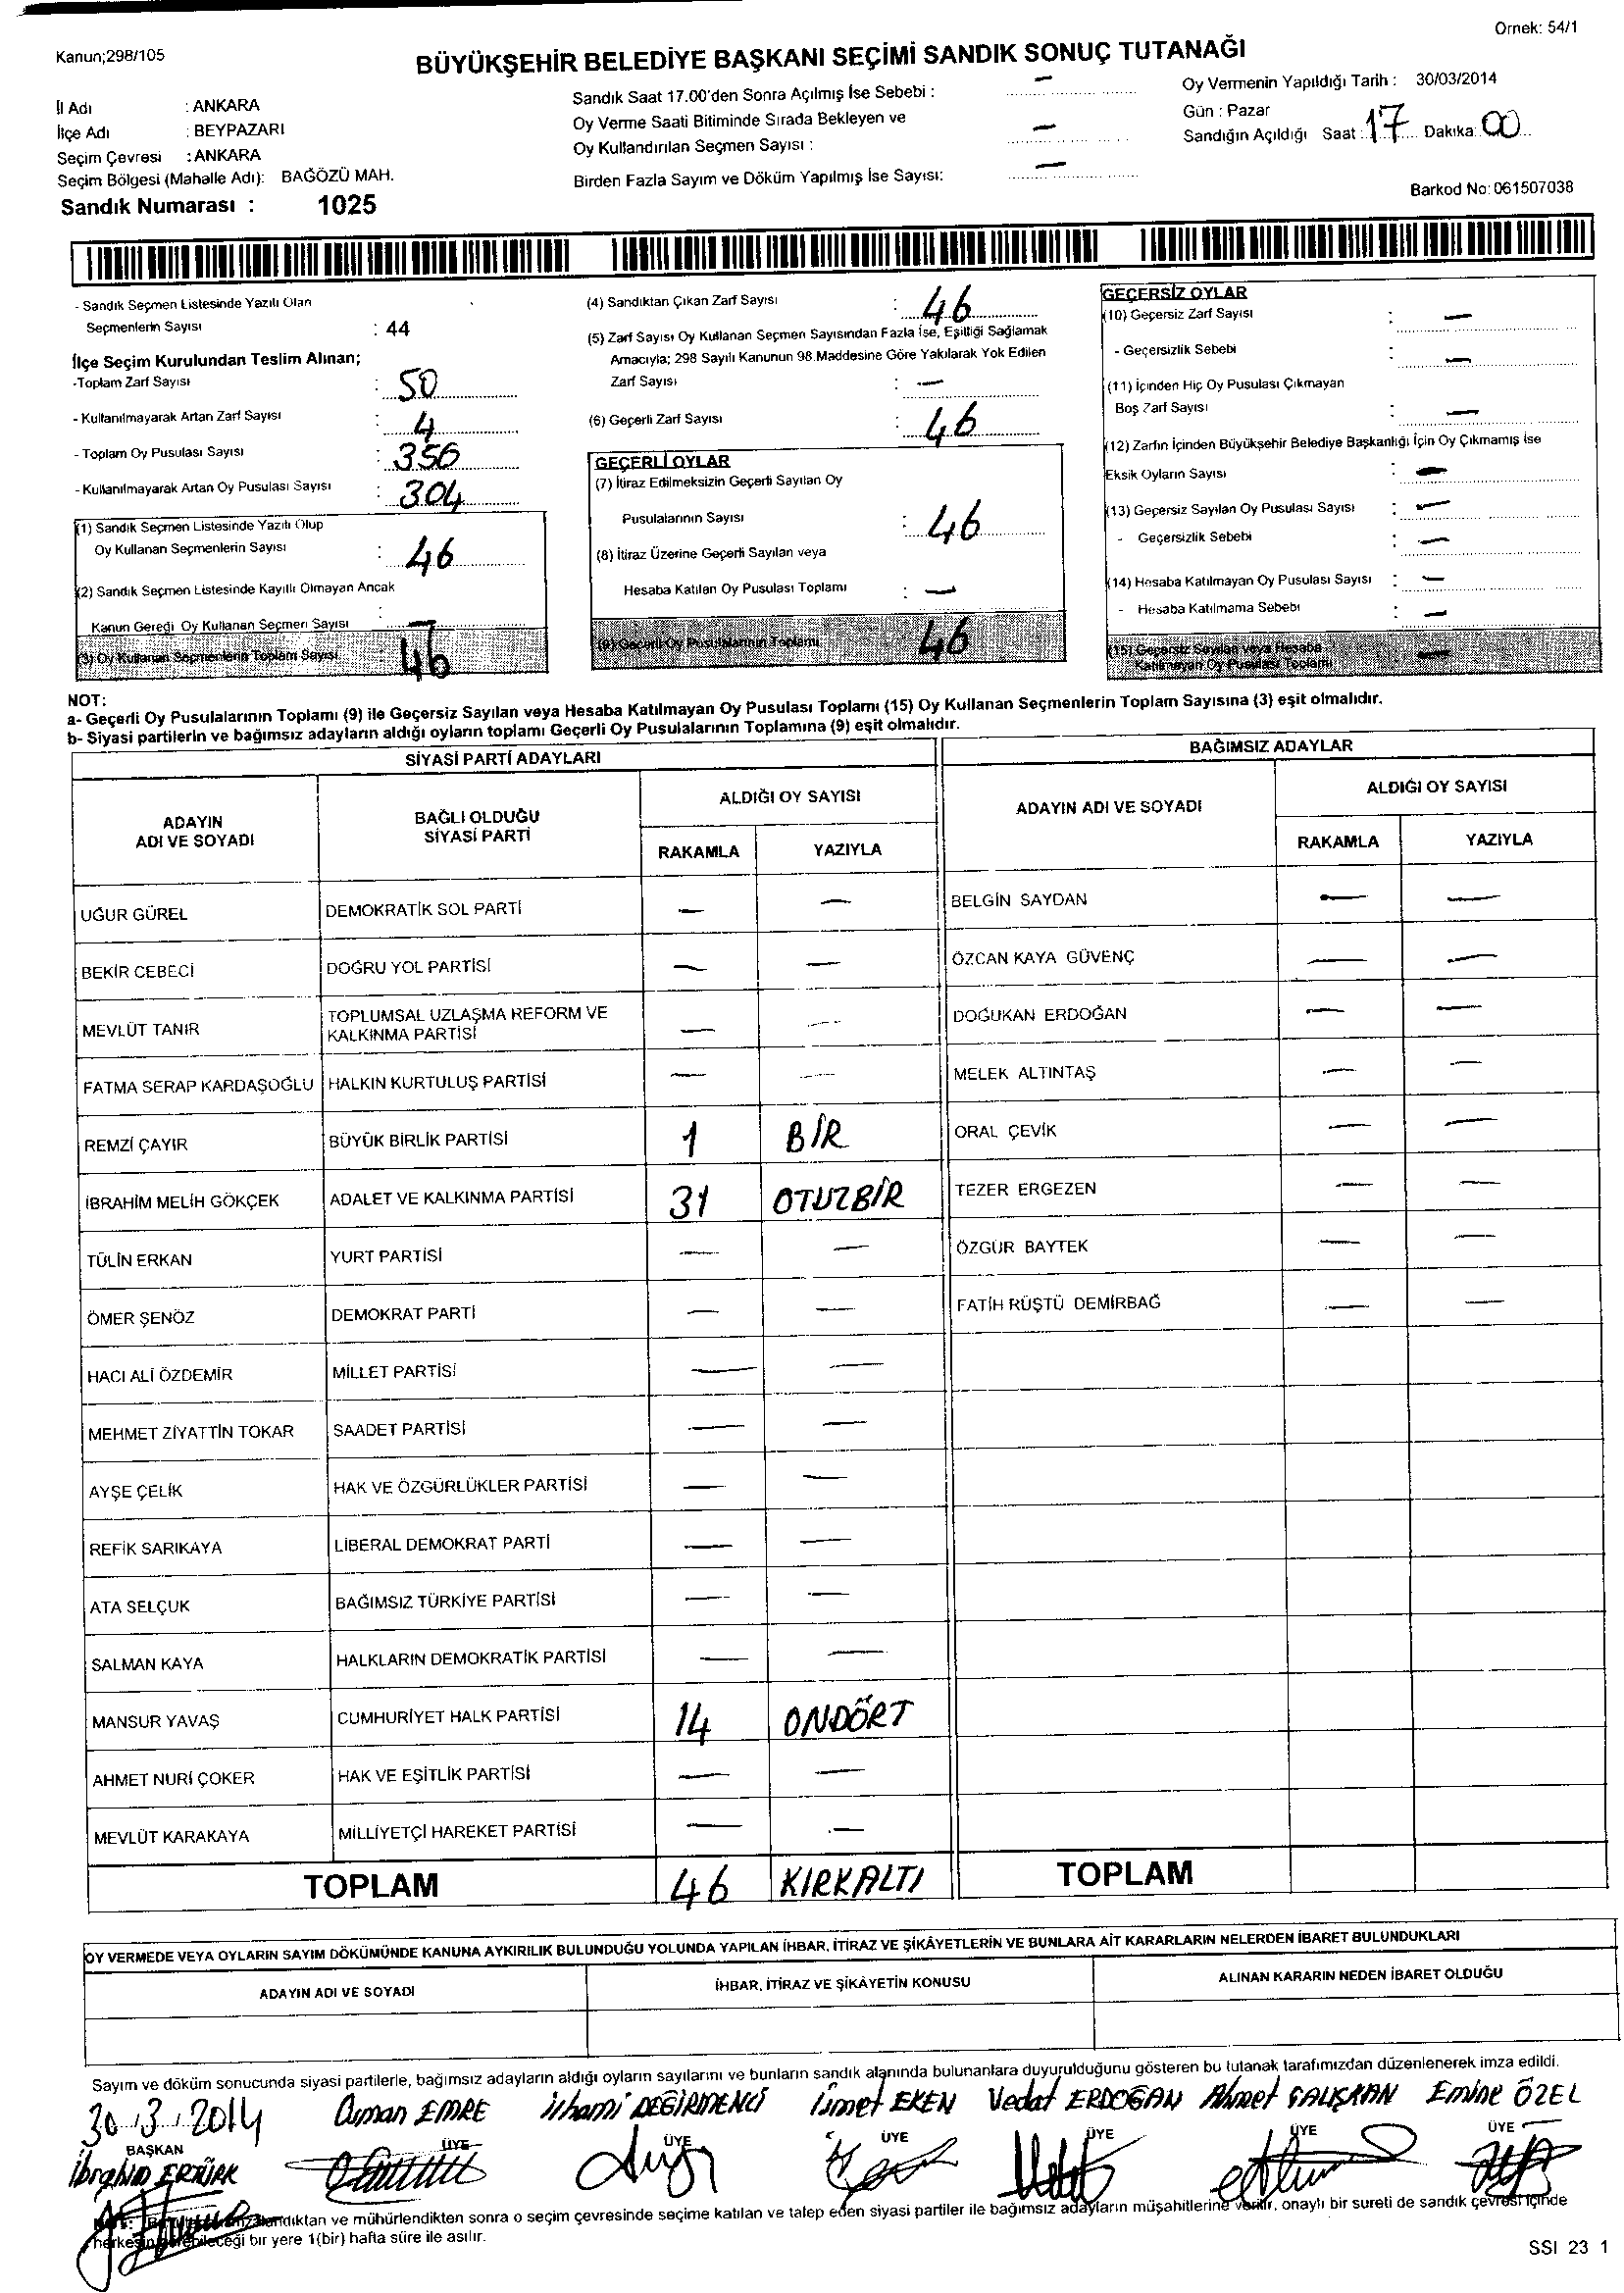 Örnek: 54/1
Kanun;298/105
BÜYÜKŞEHİR BELEDİYE BAŞKANI SEÇİMİ SANDIK SONUÇ TUTANAĞI
İl Adı : ANKARA
İlçe Adı : BEYPAZARI
Seçim Çevresi : ANKARA
Seçim Bölgesi (Mahalle Adı): BAĞÖZÜ MAH.
Sandık Numarası : 1025
Sandık Saat 17.00'den Sonra Açılmış İse Sebebi : —
Oy Verme Saati Bitiminde Sırada Bekleyen ve
Oy Kullandırılan Seçmen Sayısı : —
Birden Fazla Sayım ve Döküm Yapılmış İse Sayısı: —
Oy Vermenin Yapıldığı Tarih : 30/03/2014
Gün : Pazar
Sandığın Açıldığı Saat : 17 Dakika: 00
Barkod No: 061507038
- Sandık Seçmen Listesinde Yazılı Olan
Seçmenlerin Sayısı : 44
İlçe Seçim Kurulundan Teslim Alınan;
-Toplam Zarf Sayısı : 50
- Kullanılmayarak Artan Zarf Sayısı : 4
- Toplam Oy Pusulası Sayısı : 350
- Kullanılmayarak Artan Oy Pusulası Sayısı : 304
(1) Sandık Seçmen Listesinde Yazılı Olup
Oy Kullanan Seçmenlerin Sayısı : 46
(2) Sandık Seçmen Listesinde Kayıtlı Olmayan Ancak
Kanun Gereği Oy Kullanan Seçmen Sayısı : —
(3) Oy Kullanan Seçmenlerin Toplam Sayısı : 46
(4) Sandıktan Çıkan Zarf Sayısı : 46
(5) Zarf Sayısı Oy Kullanan Seçmen Sayısından Fazla İse, Eşitliği Sağlamak
Amacıyla; 298 Sayılı Kanunun 98.Maddesine Göre Yakılarak Yok Edilen
Zarf Sayısı : —
(6) Geçerli Zarf Sayısı : 46
GEÇERLİ OYLAR
(7) İtiraz Edilmeksizin Geçerli Sayılan Oy
Pusulalarının Sayısı : 46
(8) İtiraz Üzerine Geçerli Sayılan veya
Hesaba Katılan Oy Pusulası Toplamı : —
(9) Geçerli Oy Pusulalarının Toplamı 46
GEÇERSİZ OYLAR
(10) Geçersiz Zarf Sayısı : —
- Geçersizlik Sebebi : —
(11) İçinden Hiç Oy Pusulası Çıkmayan
Boş Zarf Sayısı : —
(12) Zarfın İçinden Büyükşehir Belediye Başkanlığı İçin Oy Çıkmamış İse
Eksik Oyların Sayısı : —
(13) Geçersiz Sayılan Oy Pusulası Sayısı : —
- Geçersizlik Sebebi : —
(14) Hesaba Katılmayan Oy Pusulası Sayısı : —
- Hesaba Katılmama Sebebi : —
(15) Geçersiz Sayılan veya Hesaba
Katılmayan Oy Pusulası Toplamı —
NOT:
a- Geçerli Oy Pusulalarının Toplamı (9) ile Geçersiz Sayılan veya Hesaba Katılmayan Oy Pusulası Toplamı (15) Oy Kullanan Seçmenlerin Toplam Sayısına (3) eşit olmalıdır.
b- Siyasi partilerin ve bağımsız adayların aldığı oyların toplamı Geçerli Oy Pusulalarının Toplamına (9) eşit olmalıdır.
SİYASİ PARTİ ADAYLARI
ADAYIN ADI VE SOYADI
BAĞLI OLDUĞU SİYASİ PARTİ
ALDIĞI OY SAYISI
RAKAMLA YAZIYLA
UĞUR GÜREL DEMOKRATİK SOL PARTİ — —
BEKİR CEBECİ DOĞRU YOL PARTİSİ — —
MEVLÜT TANIR TOPLUMSAL UZLAŞMA REFORM VE
KALKINMA PARTİSİ — —
FATMA SERAP KARDAŞOĞLU HALKIN KURTULUŞ PARTİSİ — —
REMZİ ÇAYIR BÜYÜK BİRLİK PARTİSİ 1 BİR
İBRAHİM MELİH GÖKÇEK ADALET VE KALKINMA PARTİSİ 31 OTUZBİR
TÜLİN ERKAN YURT PARTİSİ — —
ÖMER ŞENÖZ DEMOKRAT PARTİ — —
HACI ALİ ÖZDEMİR MİLLET PARTİSİ — —
MEHMET ZİYATTİN TOKAR SAADET PARTİSİ — —
AYŞE ÇELİK HAK VE ÖZGÜRLÜKLER PARTİSİ — —
REFİK SARIKAYA LİBERAL DEMOKRAT PARTİ — —
ATA SELÇUK BAĞIMSIZ TÜRKİYE PARTİSİ — —
SALMAN KAYA HALKLARIN DEMOKRATİK PARTİSİ — —
MANSUR YAVAŞ CUMHURİYET HALK PARTİSİ 14 ONDÖRT
AHMET NURİ ÇOKER HAK VE EŞİTLİK PARTİSİ — —
MEVLÜT KARAKAYA MİLLİYETÇİ HAREKET PARTİSİ — —
TOPLAM 46 KIRKALTI
BAĞIMSIZ ADAYLAR
ADAYIN ADI VE SOYADI
ALDIĞI OY SAYISI
RAKAMLA YAZIYLA
BELGİN SAYDAN — —
ÖZCAN KAYA GÜVENÇ — —
DOĞUKAN ERDOĞAN — —
MELEK ALTINTAŞ — —
ORAL ÇEVİK — —
TEZER ERGEZEN — —
ÖZGÜR BAYTEK — —
FATİH RÜŞTÜ DEMİRBAĞ — —
TOPLAM
OY VERMEDE VEYA OYLARIN SAYIM DÖKÜMÜNDE KANUNA AYKIRILIK BULUNDUĞU YOLUNDA YAPILAN İHBAR, İTİRAZ VE ŞİKÂYETLERİN VE BUNLARA AİT KARARLARIN NELERDEN İBARET BULUNDUKLARI
ADAYIN ADI VE SOYADI İHBAR, İTİRAZ VE ŞİKÂYETİN KONUSU ALINAN KARARIN NEDEN İBARET OLDUĞU
Sayım ve döküm sonucunda siyasi partilerle, bağımsız adayların aldığı oyların sayılarını ve bunların sandık alanında bulunanlara duyurulduğunu gösteren bu tutanak tarafımızdan düzenlenerek imza edildi.
30.3.2014 Osman EMRE İlhami DEĞİRMENCİ İsmet EKEN Vedat ERDOĞAN Ahmet ÇALIŞKAN Emine ÖZEL
BAŞKAN ÜYE ÜYE ÜYE ÜYE ÜYE ÜYE
İbrahim ERTÜRK
ve mühürlendikten sonra o seçim çevresinde seçime katılan ve talep eden siyasi partiler ile bağımsız adayların müşahitlerine verilir, onaylı bir sureti de sandık çevresi içinde
herkesin görebileceği bir yere 1(bir) hafta süre ile asılır.
SSI 23 1